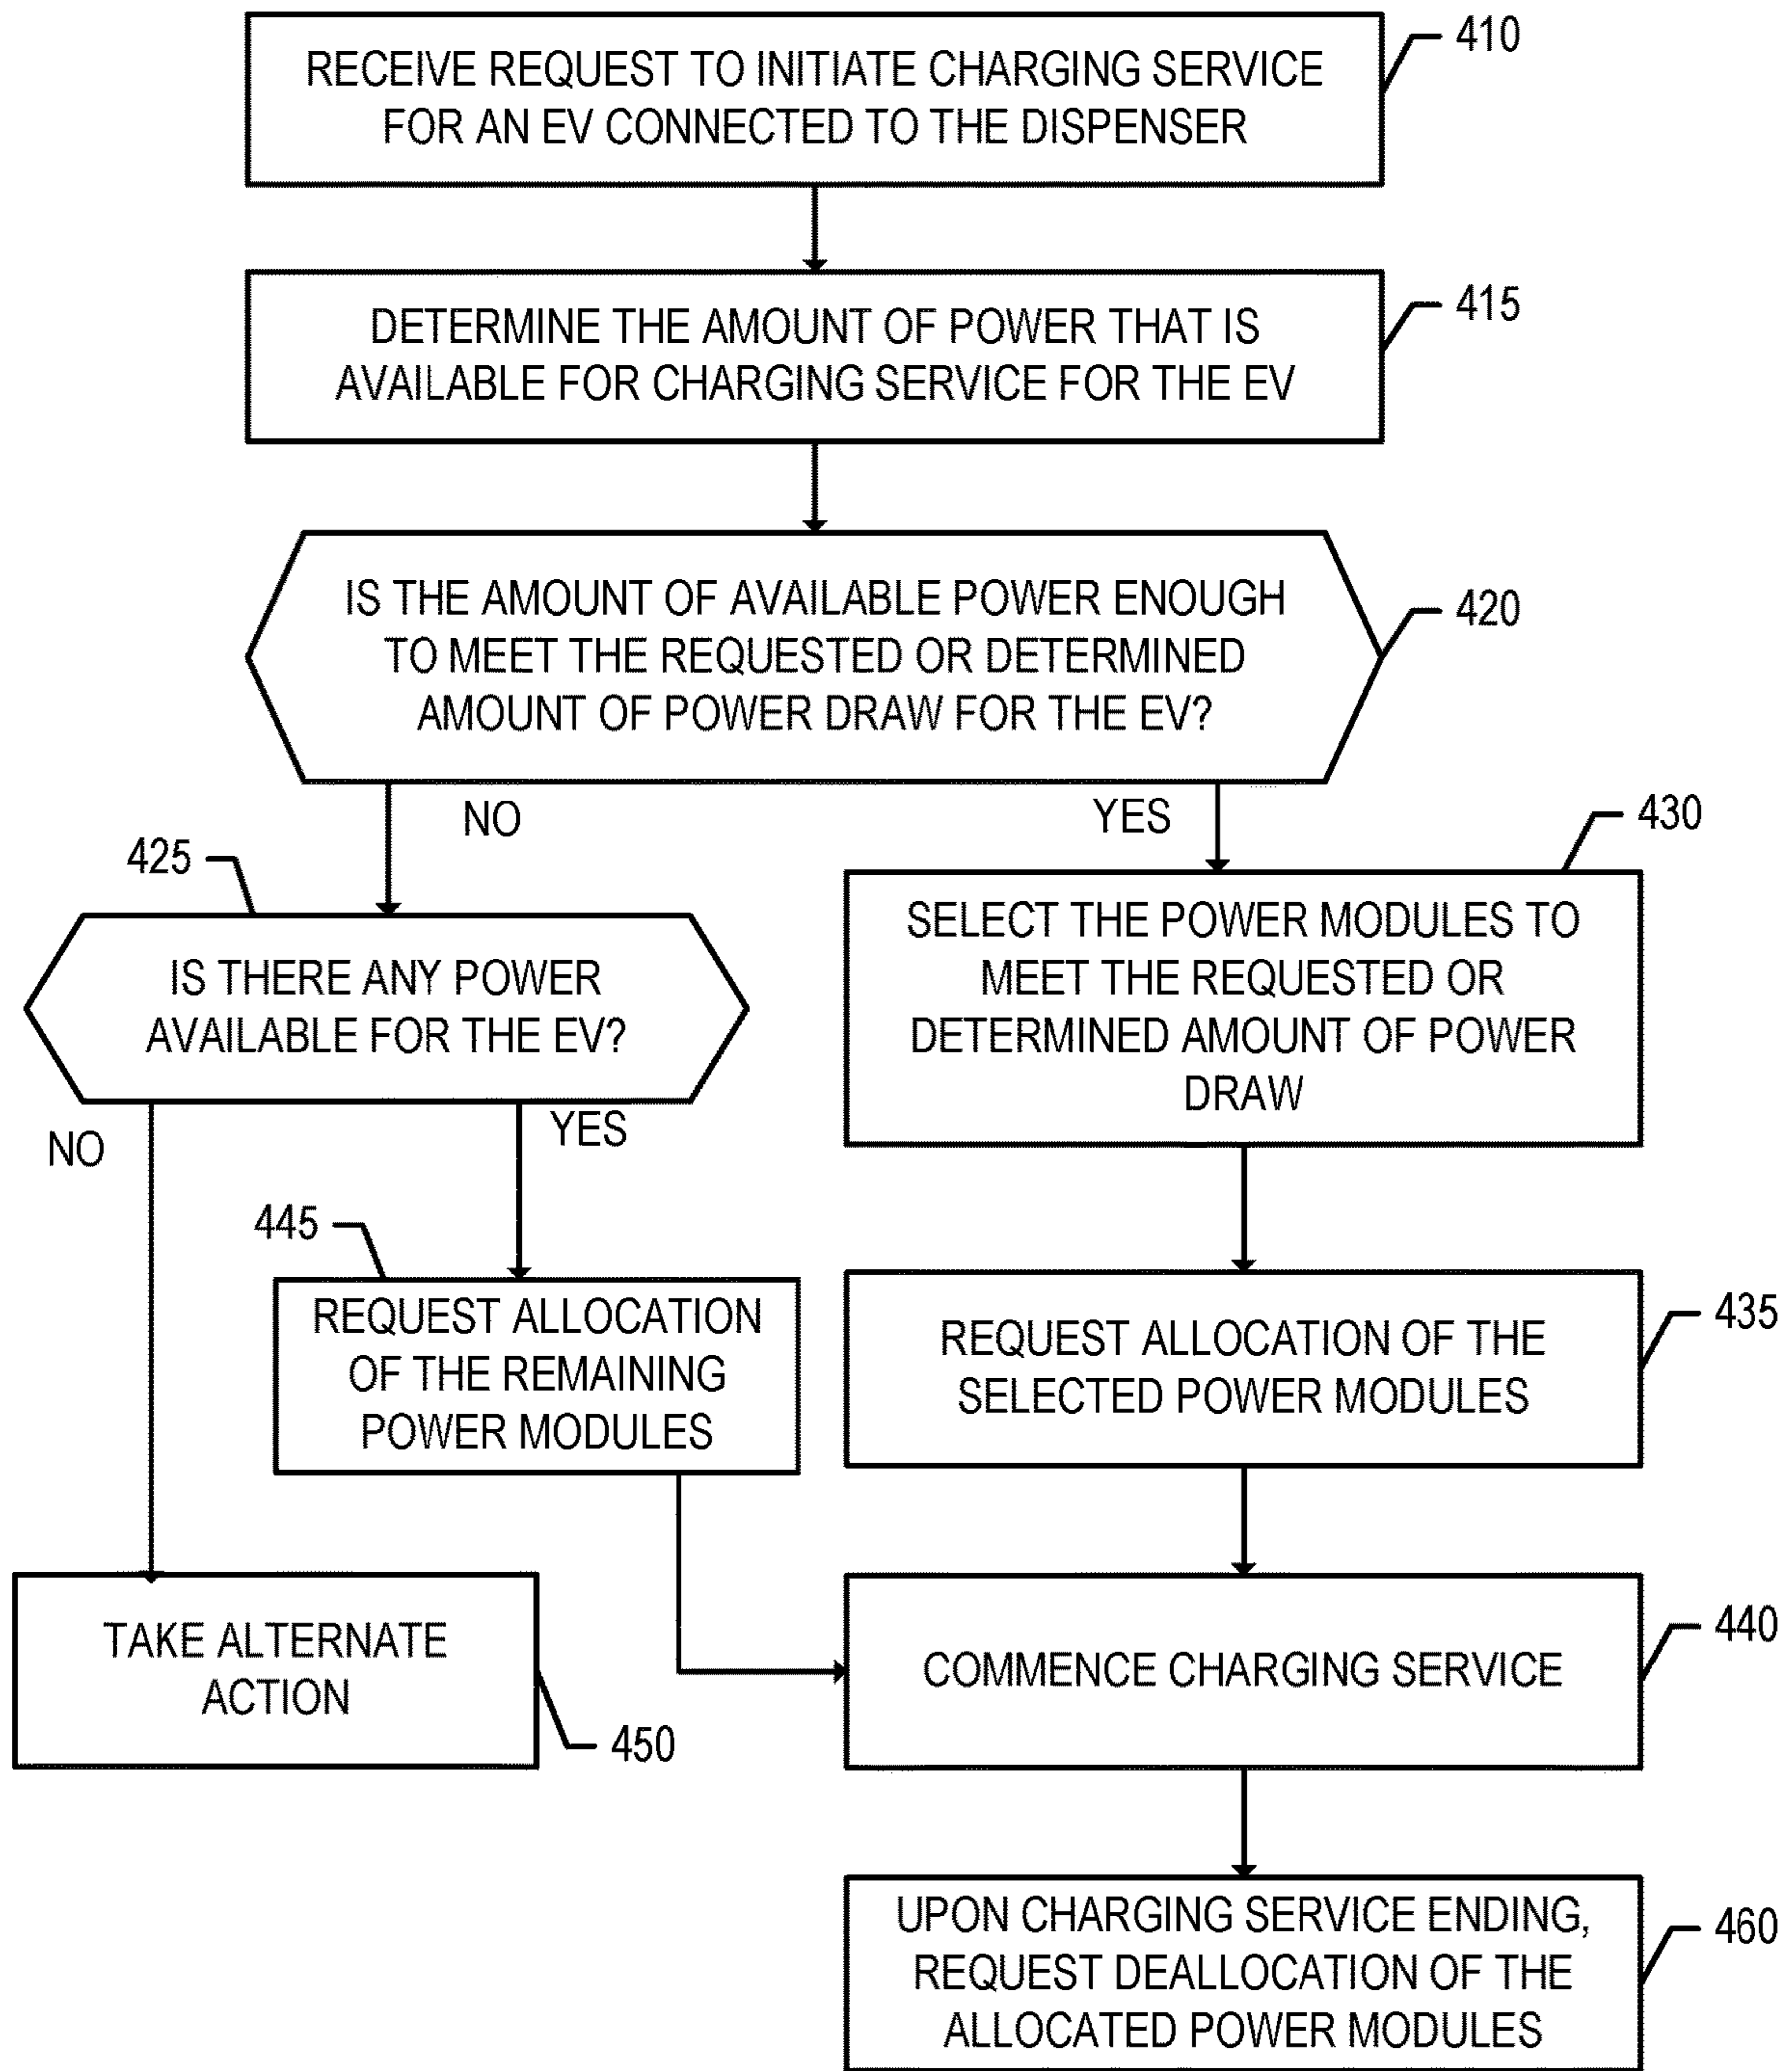 RECEIVE REQUEST TO INITIATE CHARGING SERVICE
FOR AN EV CONNECTED TO THE DISPENSER
410
DETERMINE THE AMOUNT OF POWER THAT IS
AVAILABLE FOR CHARGING SERVICE FOR THE EV
415
IS THE AMOUNT OF AVAILABLE POWER ENOUGH
TO MEET THE REQUESTED OR DETERMINED
AMOUNT OF POWER DRAW FOR THE EV?
420
NO
YES
425
IS THERE ANY POWER
AVAILABLE FOR THE EV?
430
SELECT THE POWER MODULES TO
MEET THE REQUESTED OR
DETERMINED AMOUNT OF POWER
DRAW
NO
YES
445
REQUEST ALLOCATION
OF THE REMAINING
POWER MODULES
REQUEST ALLOCATION OF THE
SELECTED POWER MODULES
435
TAKE ALTERNATE
ACTION
450
COMMENCE CHARGING SERVICE
440
UPON CHARGING SERVICE ENDING,
REQUEST DEALLOCATION OF THE
ALLOCATED POWER MODULES
460